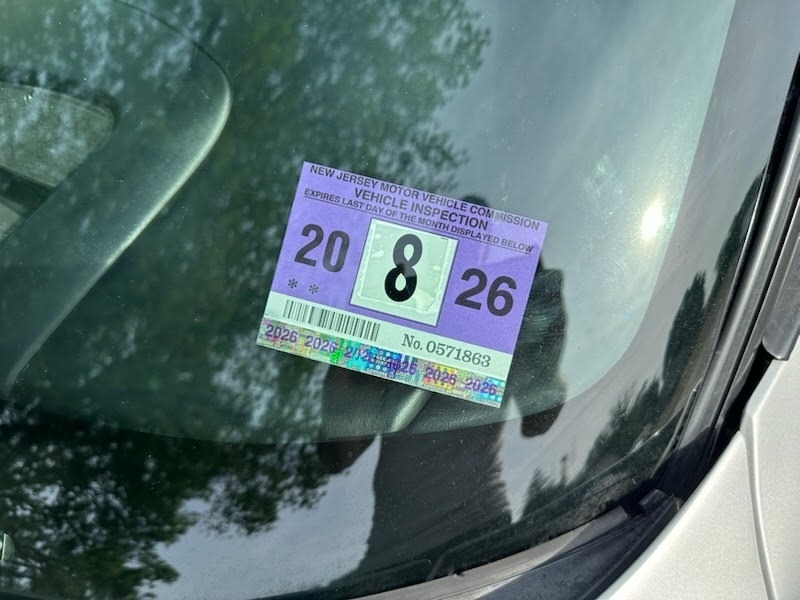 NEW JERSEY MOTOR VEHICLE COMMISSION
VEHICLE INSPECTION
EXPIRES LAST DAY OF THE MONTH DISPLAYED BELOW
20 8 26
**
No. 0571863
2026 2026 2026 2026 2026